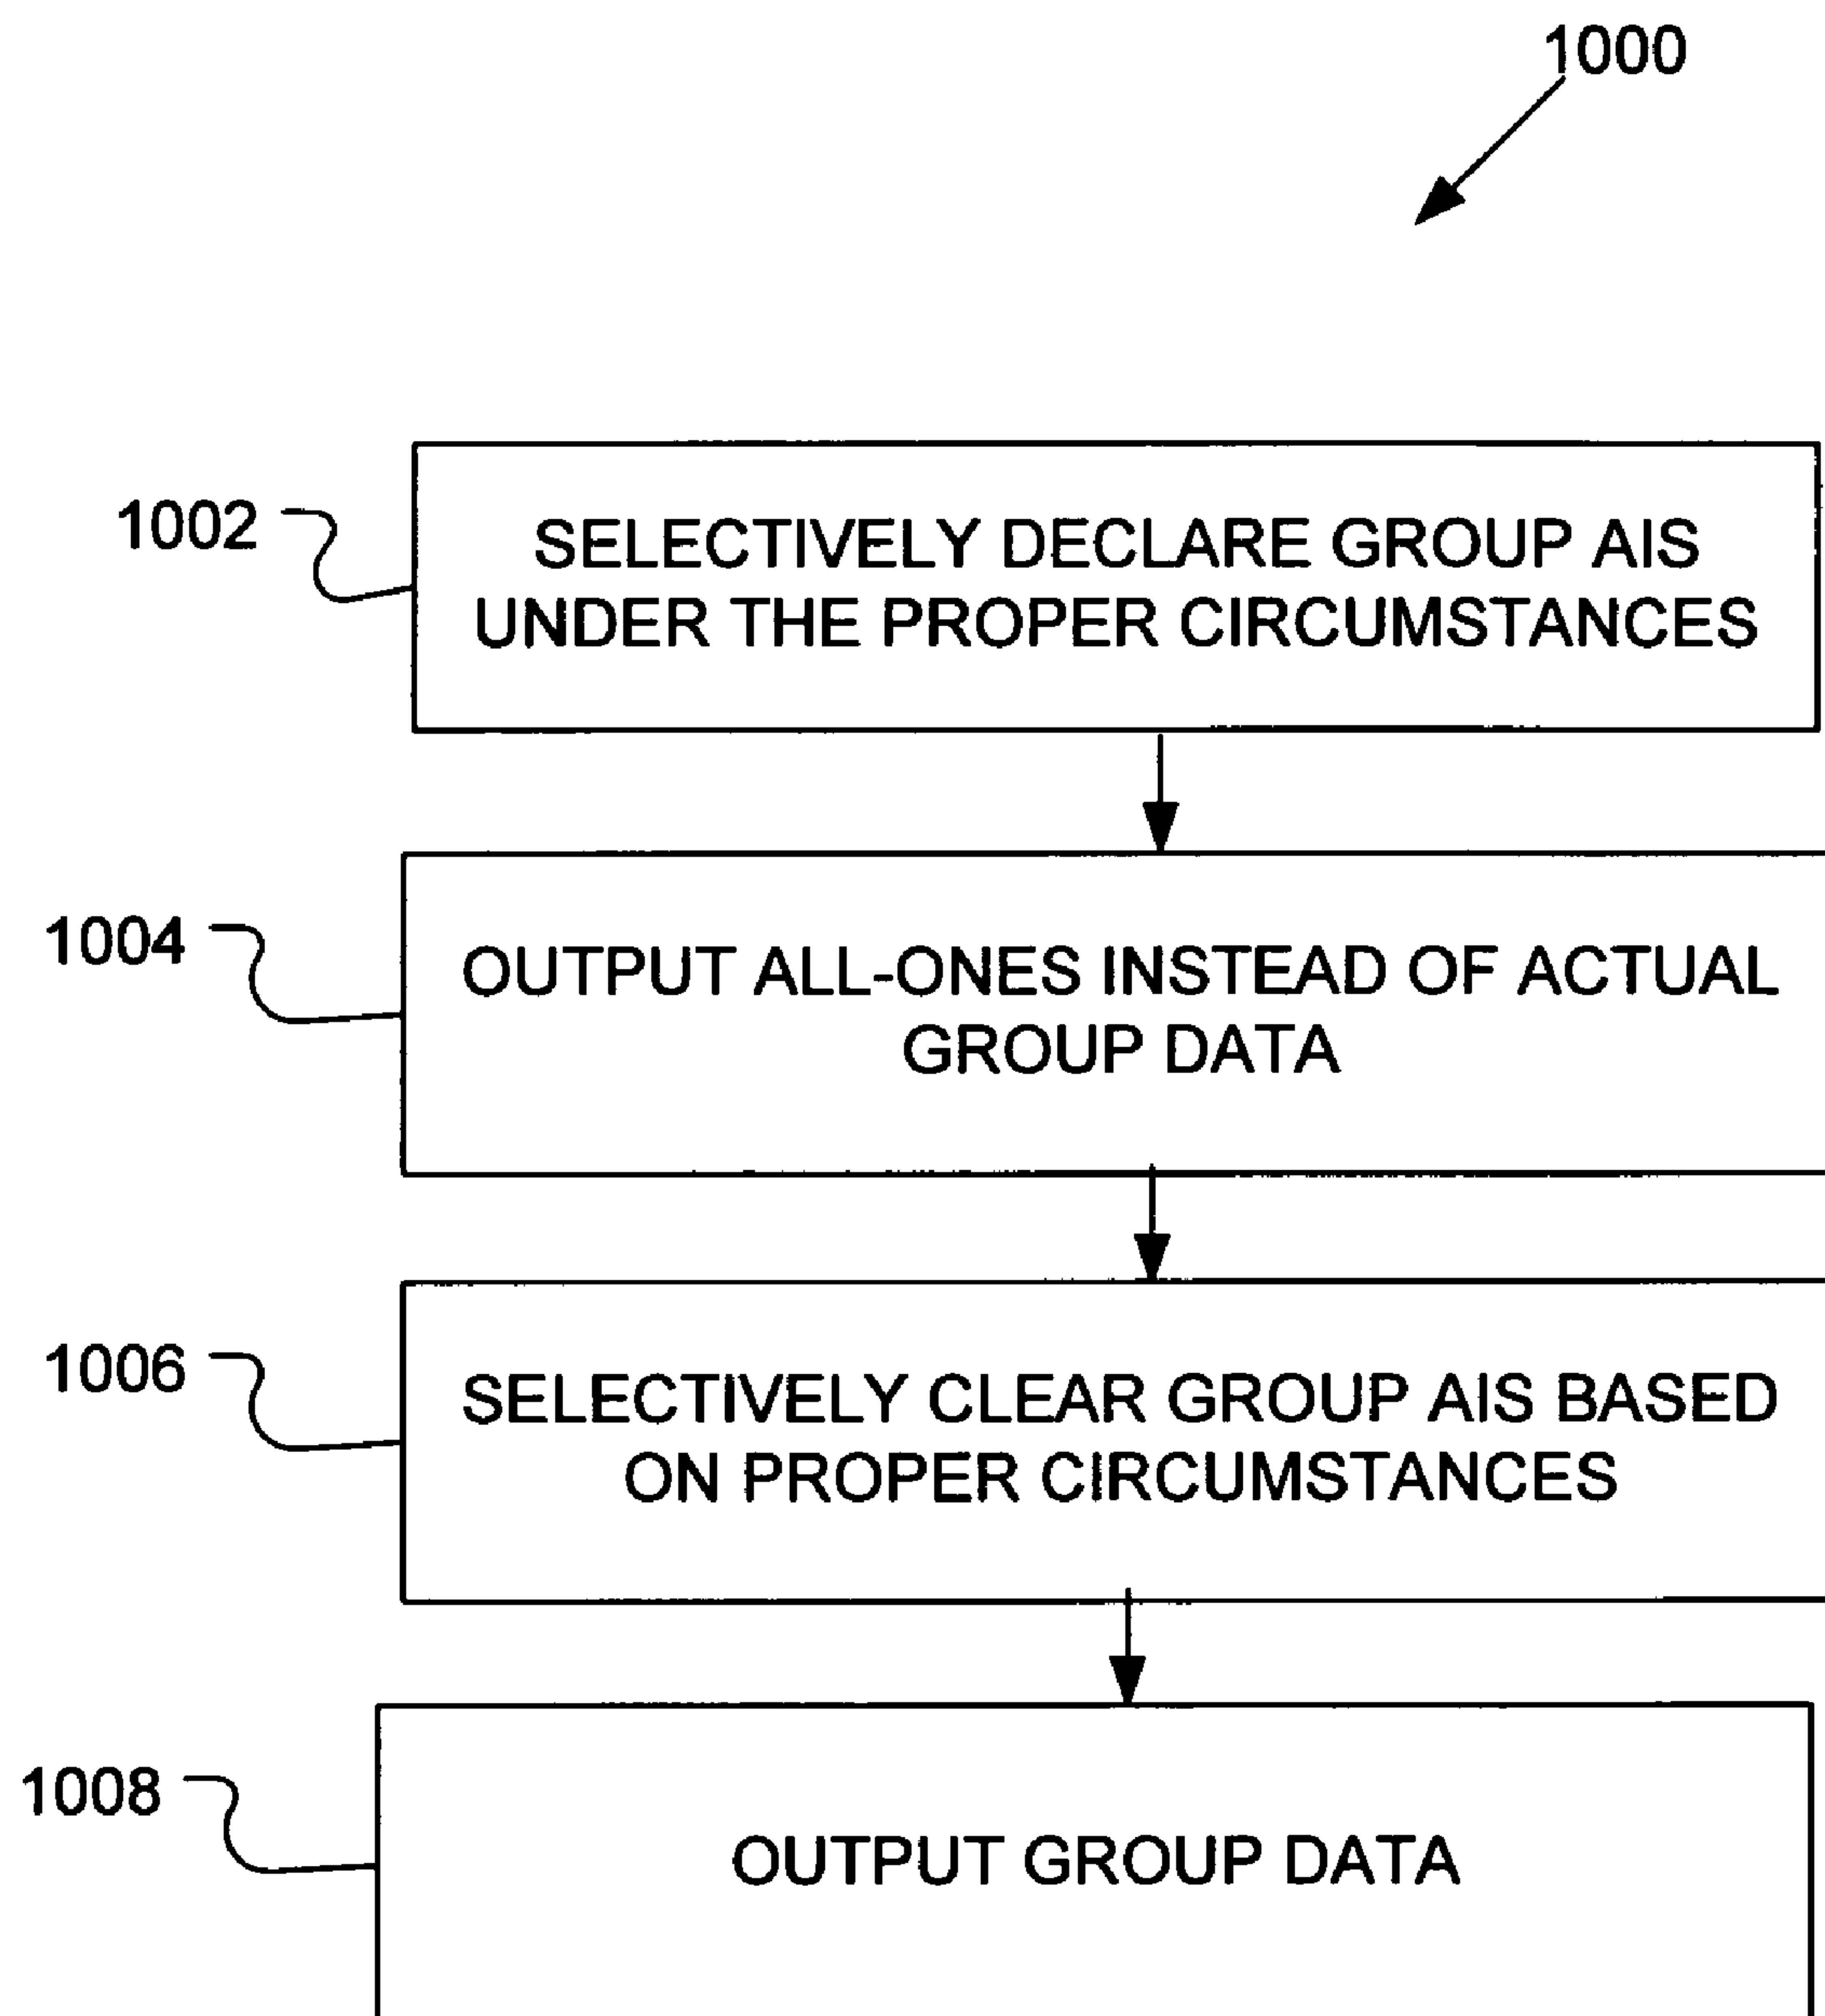 1000
1002
SELECTIVELY DECLARE GROUP AIS
UNDER THE PROPER CIRCUMSTANCES
1004
OUTPUT ALL-ONES INSTEAD OF ACTUAL
GROUP DATA
1006
SELECTIVELY CLEAR GROUP AIS BASED
ON PROPER CIRCUMSTANCES
1008
OUTPUT GROUP DATA